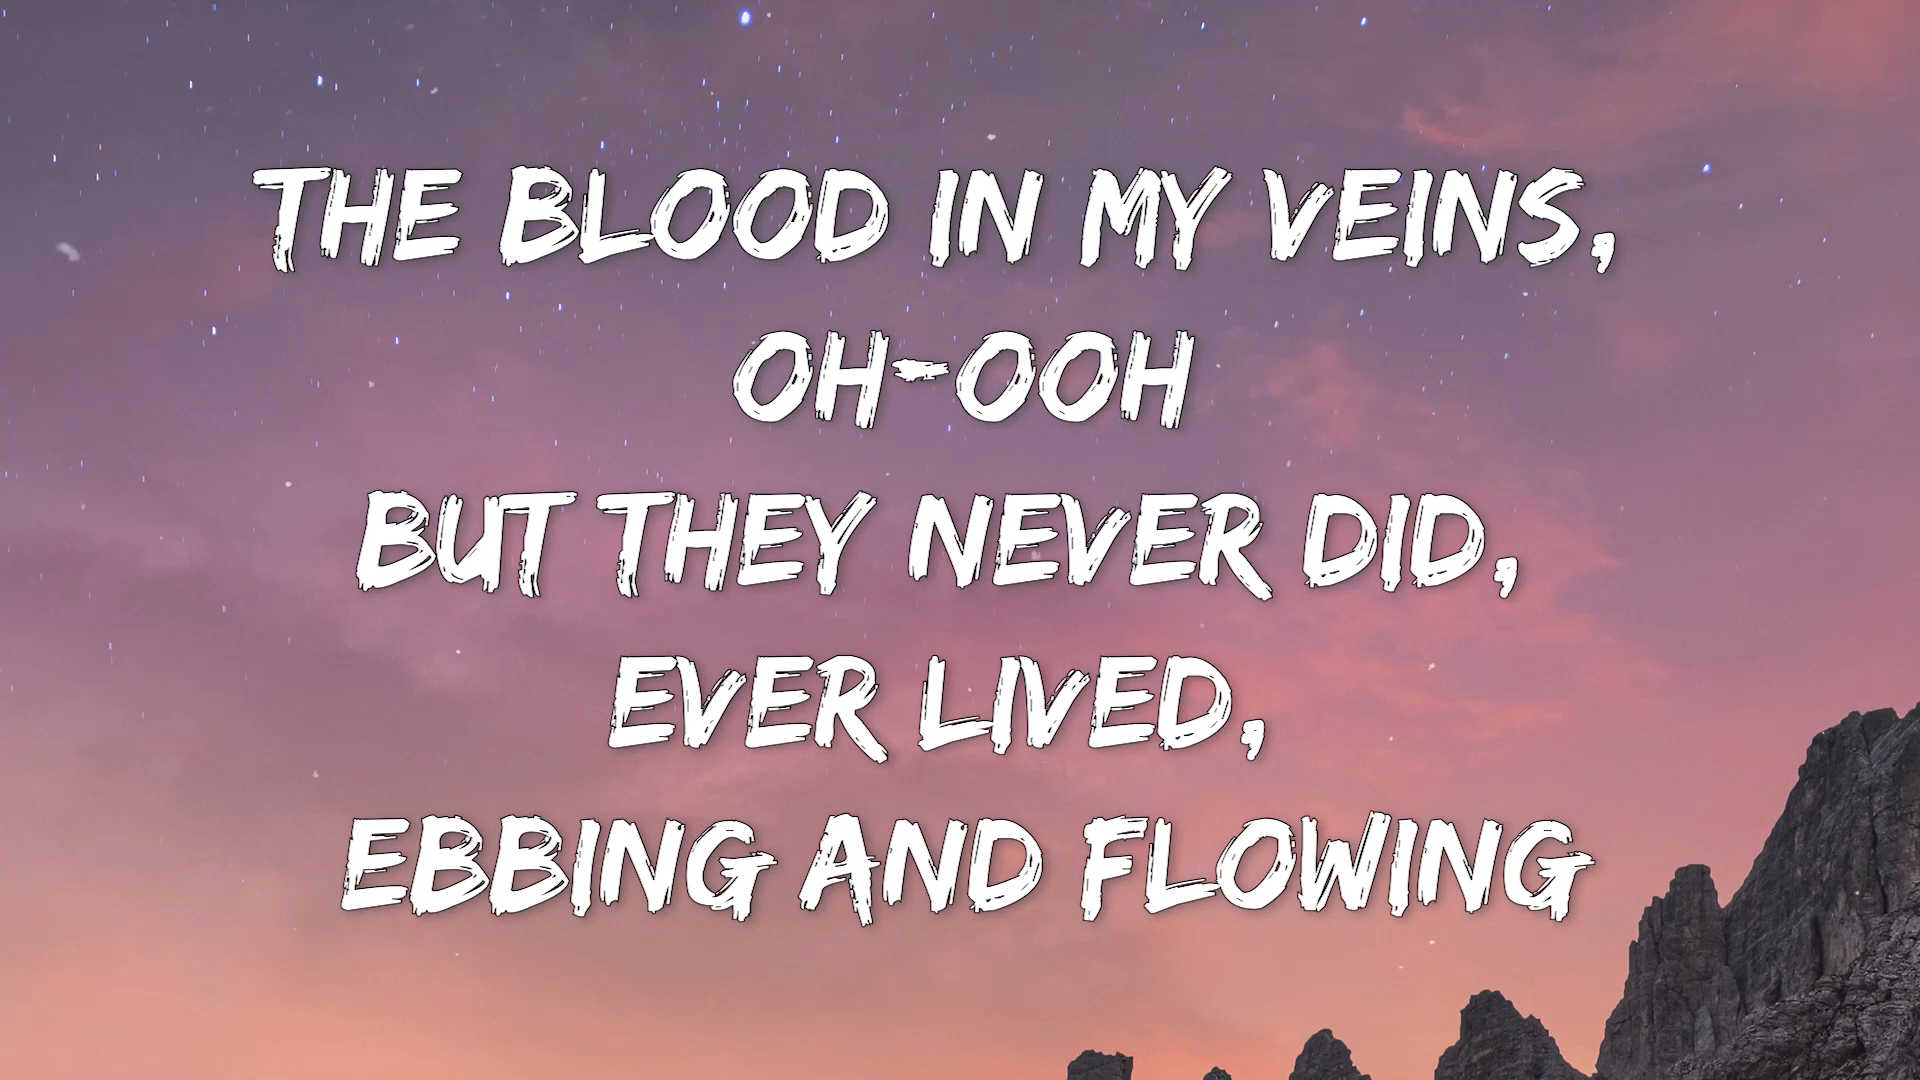 THE BLOOD IN MY VEINS,
OH-OOH
BUT THEY NEVER DID,
EVER LIVED,
EBBING AND FLOWING